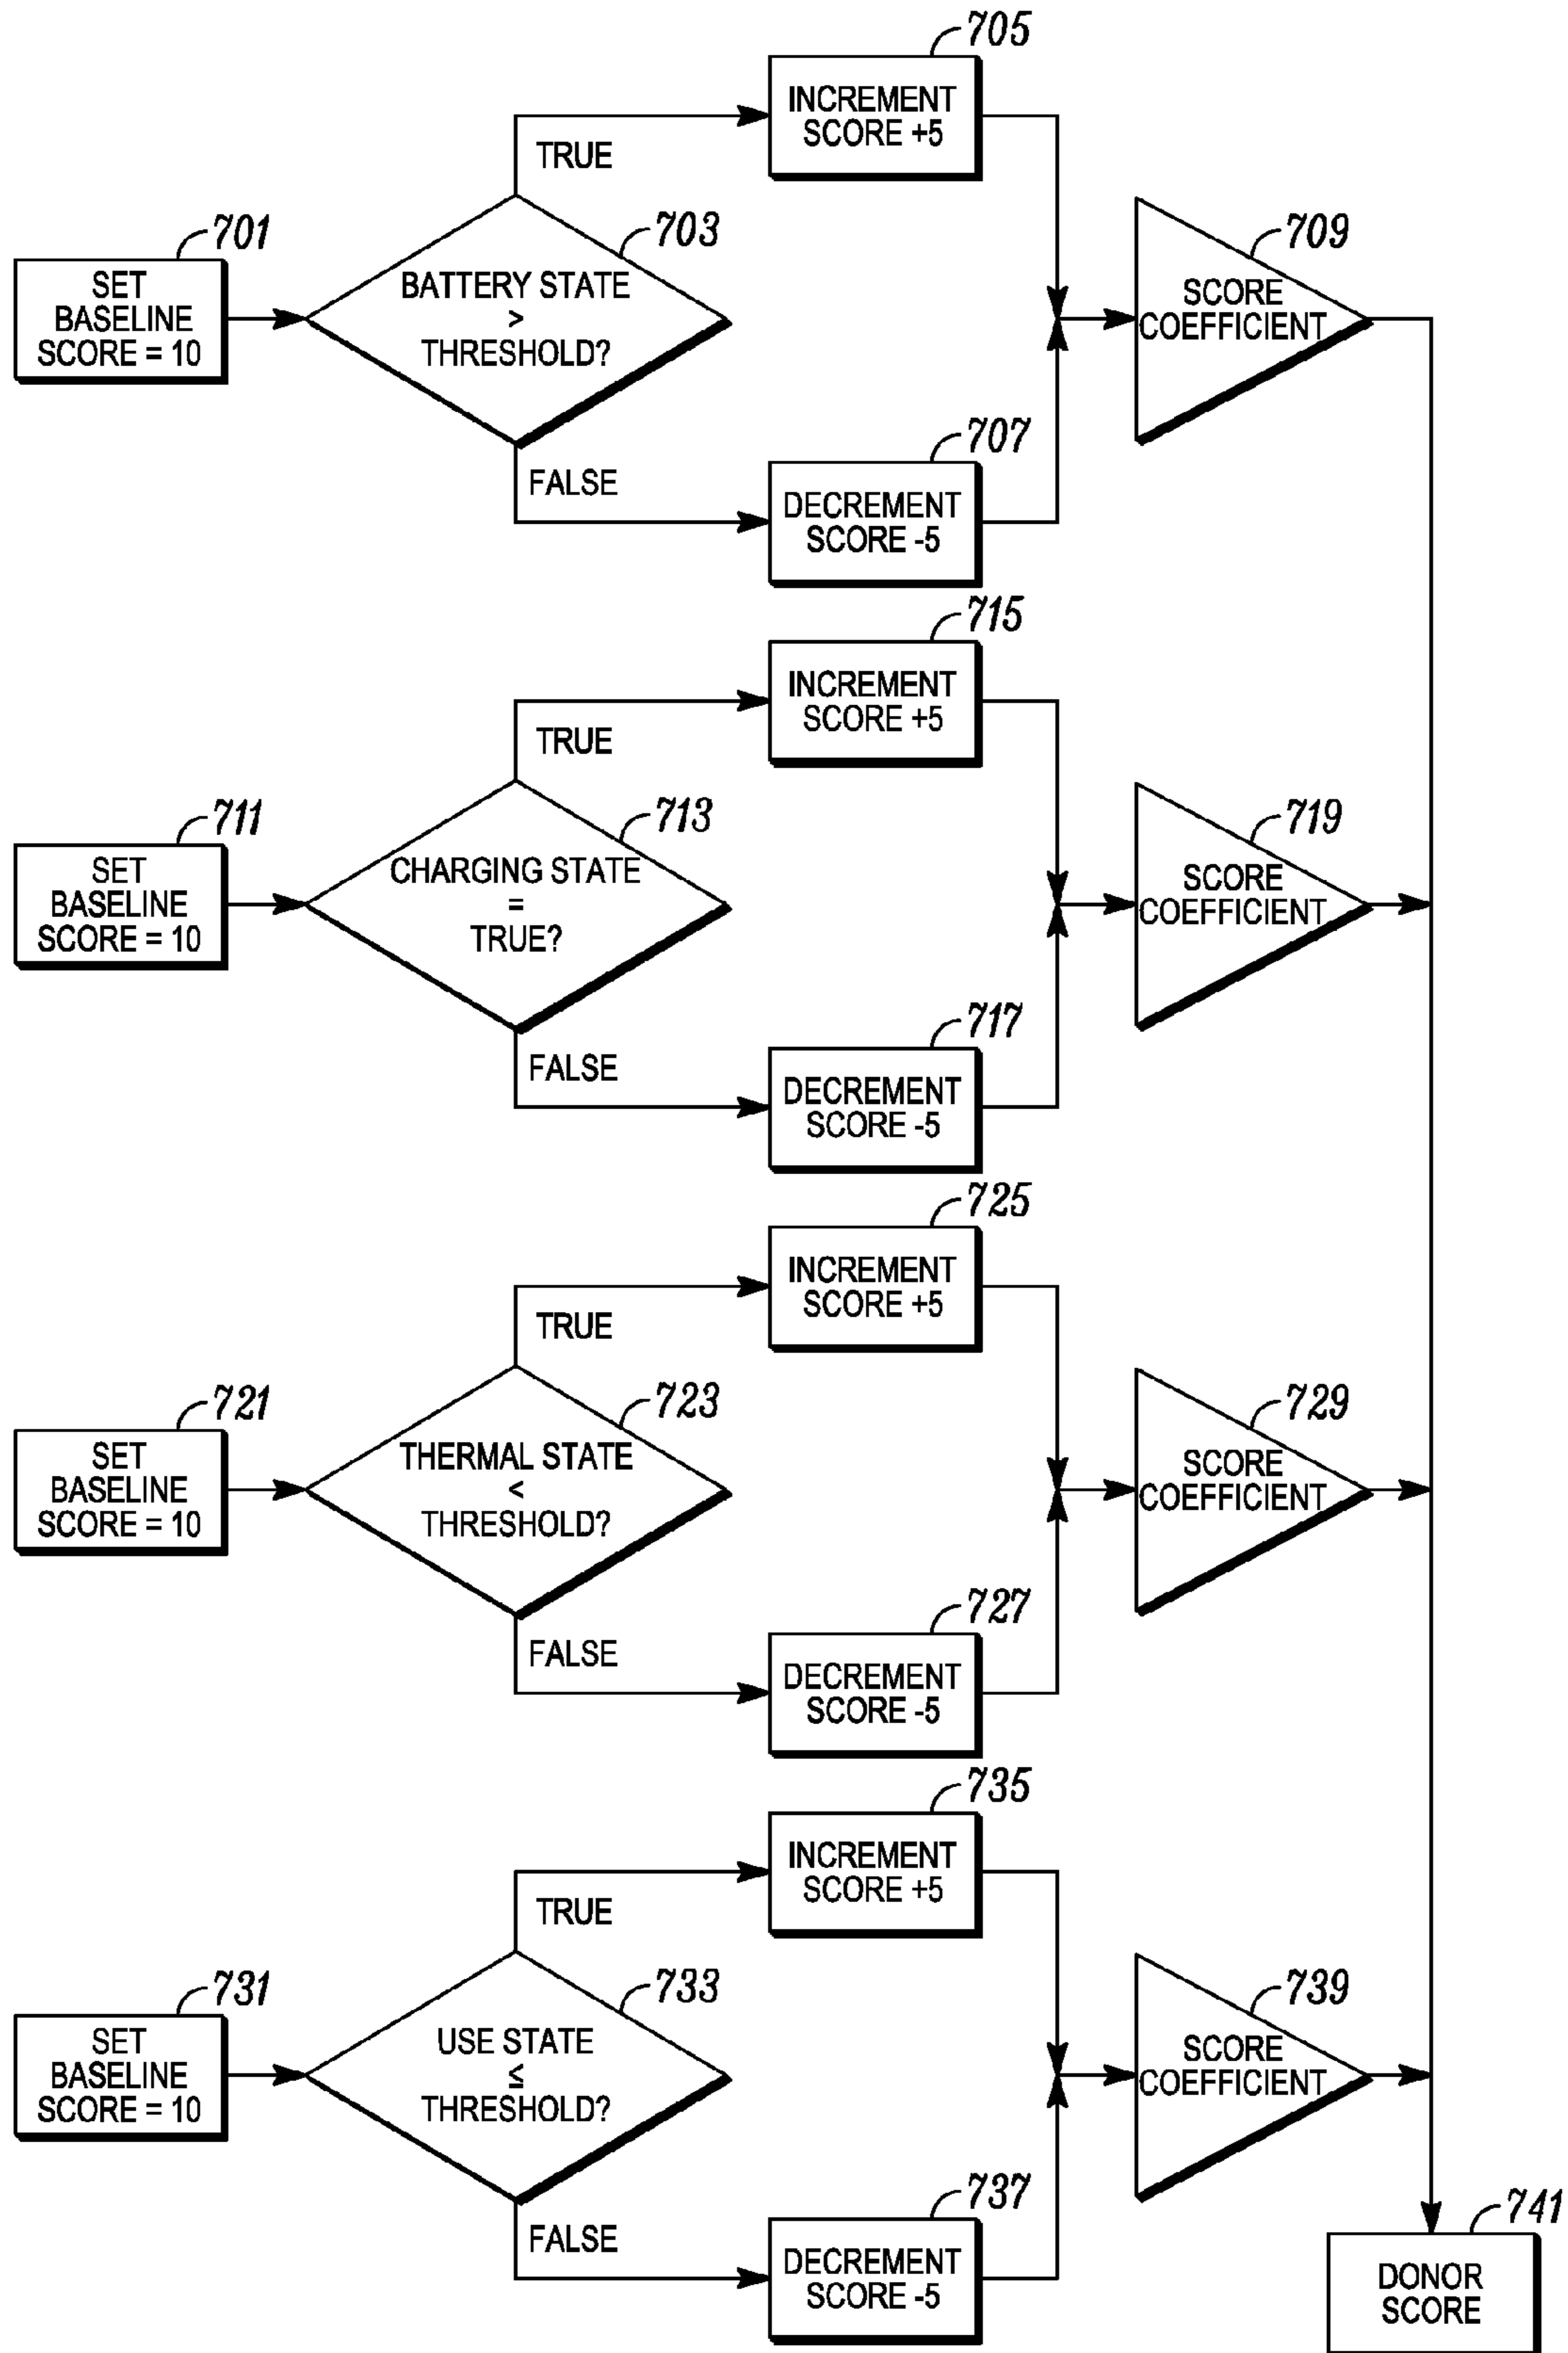 705
INCREMENT
SCORE +5
TRUE
701
703
709
SET
BASELINE
SCORE = 10
BATTERY STATE
>
THRESHOLD?
SCORE
COEFFICIENT
707
FALSE
DECREMENT
SCORE -5
715
INCREMENT
SCORE +5
TRUE
711
713
719
SET
BASELINE
SCORE = 10
CHARGING STATE
=
TRUE?
SCORE
COEFFICIENT
717
FALSE
DECREMENT
SCORE -5
725
INCREMENT
SCORE +5
TRUE
721
723
729
SET
BASELINE
SCORE = 10
THERMAL STATE
<
THRESHOLD?
SCORE
COEFFICIENT
727
FALSE
DECREMENT
SCORE -5
735
INCREMENT
SCORE +5
TRUE
731
733
739
SET
BASELINE
SCORE = 10
USE STATE
≤
THRESHOLD?
SCORE
COEFFICIENT
737
741
FALSE
DECREMENT
SCORE -5
DONOR
SCORE